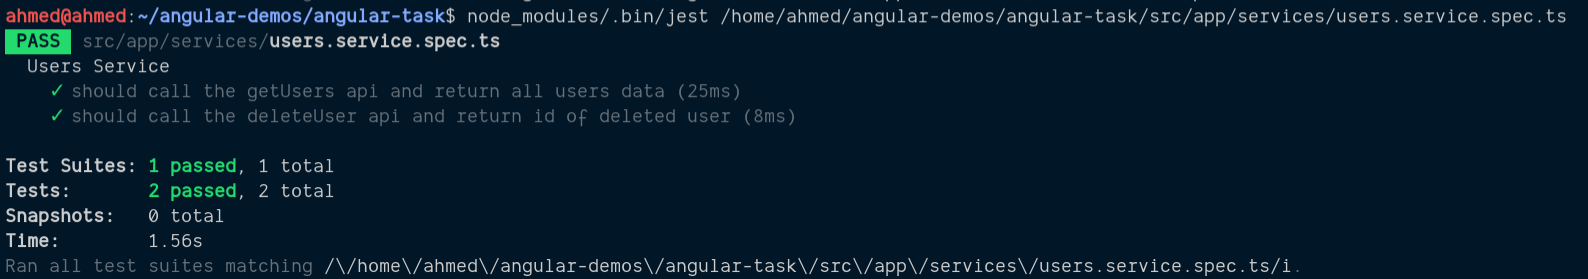 ahmed@ahmed:~/angular-demos/angular-task$ node_modules/.bin/jest /home/ahmed/angular-demos/angular-task/src/app/services/users.service.spec.ts
PASS src/app/services/users.service.spec.ts
Users Service
✓ should call the getUsers api and return all users data (25ms)
✓ should call the deleteUser api and return id of deleted user (8ms)
Test Suites: 1 passed, 1 total
Tests: 2 passed, 2 total
Snapshots: 0 total
Time: 1.56s
Ran all test suites matching /\/home\/ahmed\/angular-demos\/angular-task\/src\/app\/services\/users.service.spec.ts/i.